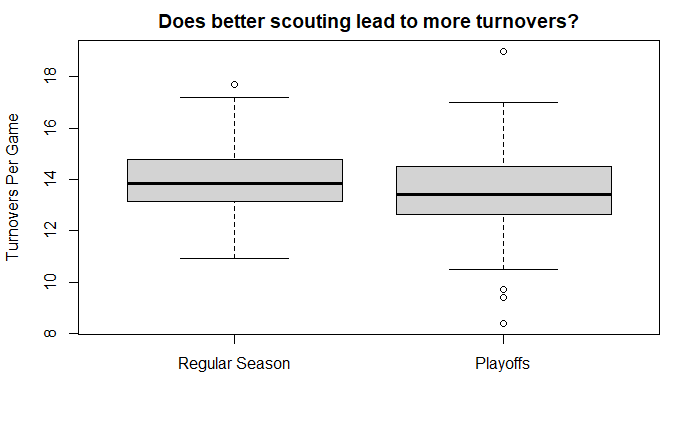 Does better scouting lead to more turnovers?
Turnovers Per Game
18
16
14
12
10
8
Regular Season
Playoffs